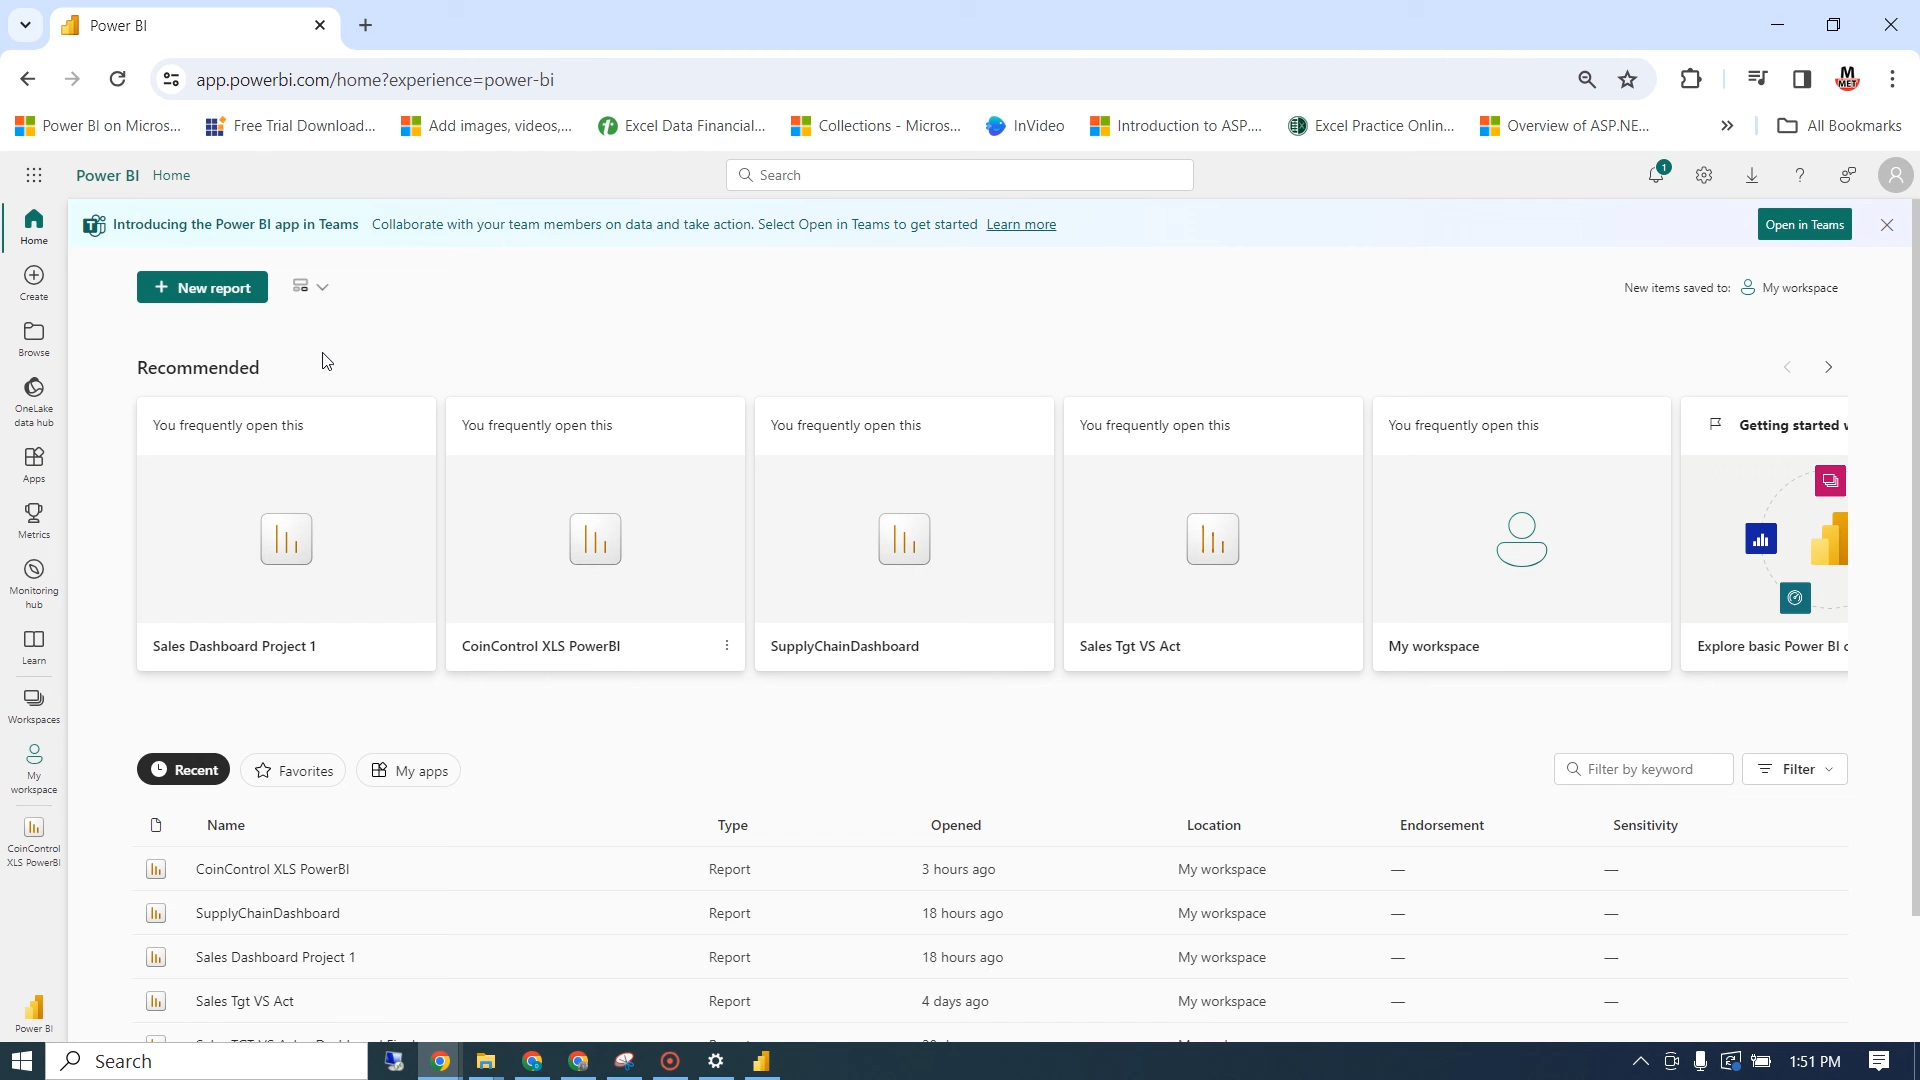 Power BI
app.powerbi.com/home?experience=power-bi
M
MET
Power BI on Micros...
Free Trial Download...
Add images, videos,...
Excel Data Financial...
Collections - Micros...
InVideo
Introduction to ASP....
Excel Practice Onlin...
Overview of ASP.NE...
All Bookmarks
Power BI Home
Search
1
Introducing the Power BI app in Teams Collaborate with your team members on data and take action. Select Open in Teams to get started Learn more
Open in Teams
Home
Create
Browse
OneLake
data hub
Apps
Metrics
Monitoring
hub
Learn
Workspaces
My
workspace
CoinControl
XLS PowerBI
Power BI
+ New report
New items saved to: My workspace
Recommended
You frequently open this
Sales Dashboard Project 1
You frequently open this
CoinControl XLS PowerBI
You frequently open this
SupplyChainDashboard
You frequently open this
Sales Tgt VS Act
You frequently open this
My workspace
Getting started
Explore basic Power BI
Recent
Favorites
My apps
Filter by keyword
Filter
Name Type Opened Location Endorsement Sensitivity
CoinControl XLS PowerBI Report 3 hours ago My workspace — —
SupplyChainDashboard Report 18 hours ago My workspace — —
Sales Dashboard Project 1 Report 18 hours ago My workspace — —
Sales Tgt VS Act Report 4 days ago My workspace — —
Search
1:51 PM